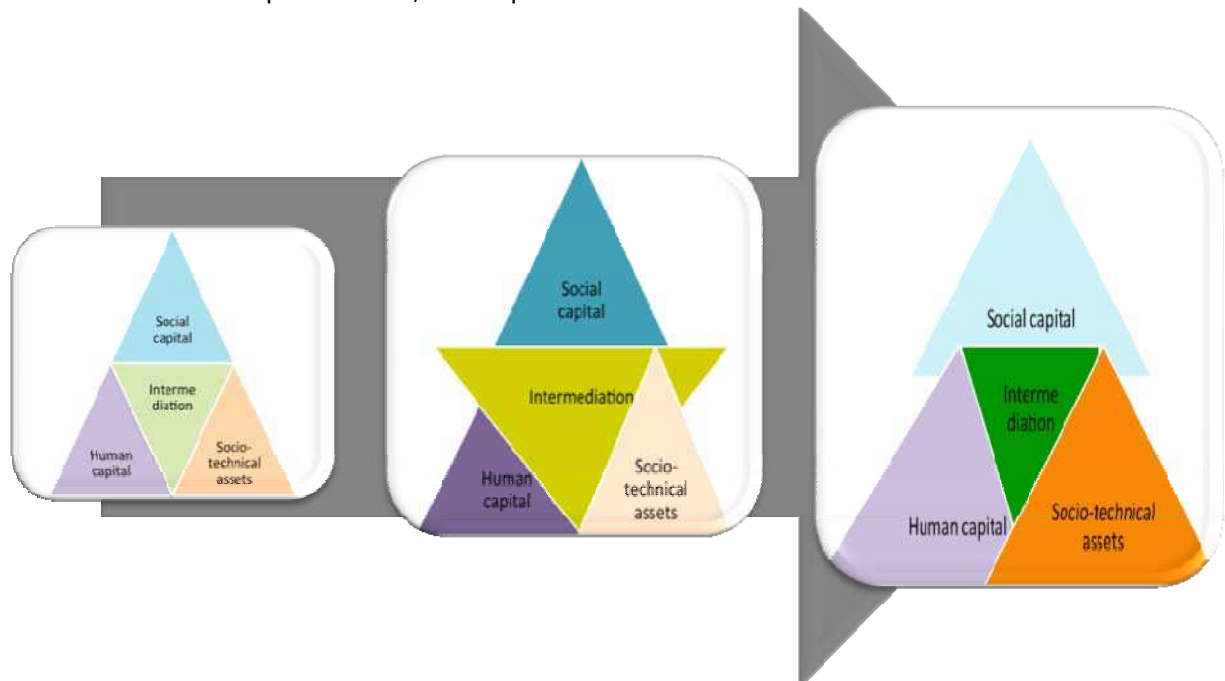 Social
capital
Interme
diation
Human
capital
Socio-
technical
assets
Social
capital
Intermediation
Human
capital
Socio-
technical
assets
Social capital
Interme
diation
Human capital
Socio-technical
assets